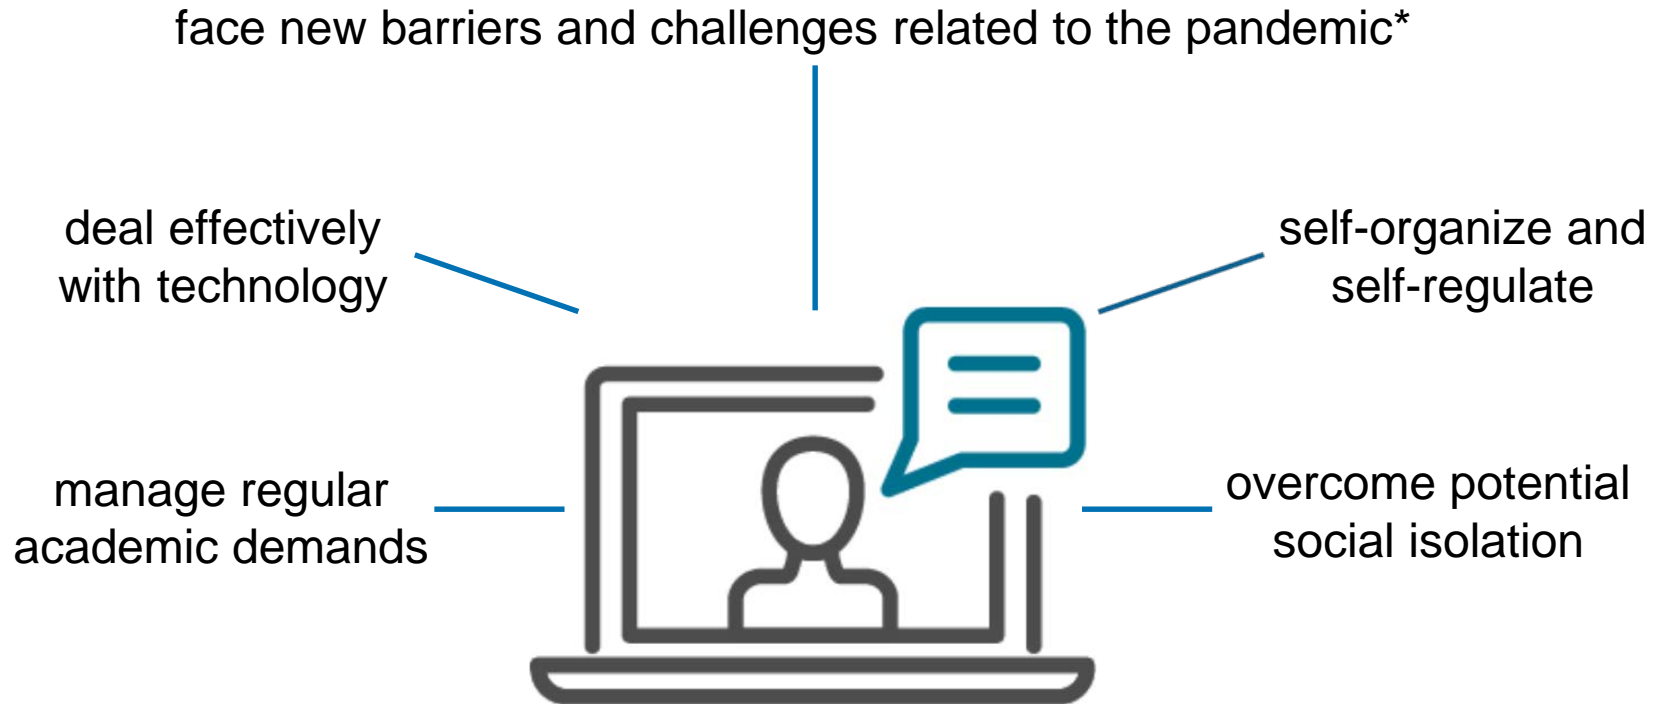 face new barriers and challenges related to the pandemic*
deal effectively
with technology
self-organize and
self-regulate
manage regular
academic demands
overcome potential
social isolation